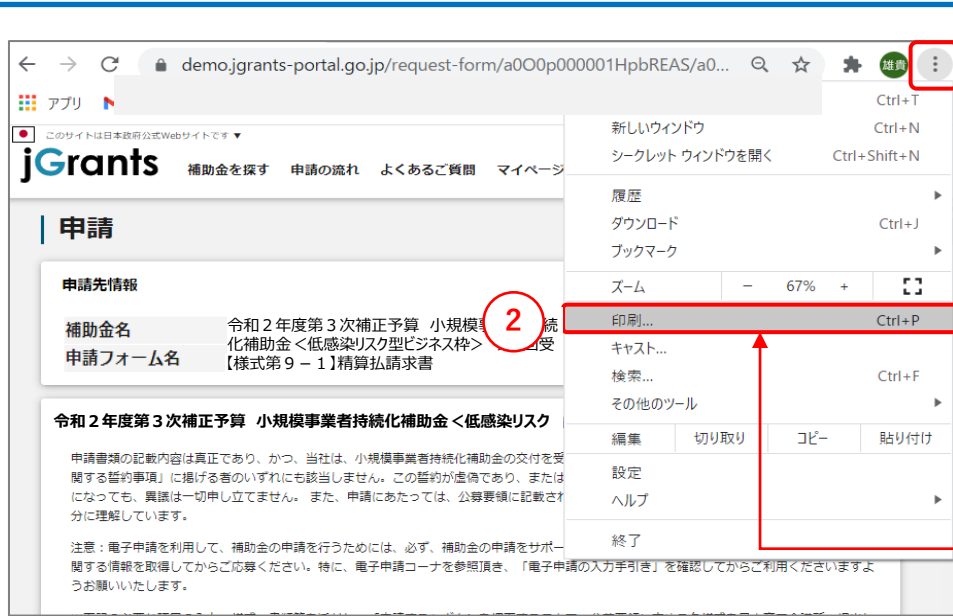 demo.jgrants-portal.go.jp/request-form/a0O0p000001HpbREAS/a0...
雄貴
アプリ
Ctrl+T
新しいウィンドウ Ctrl+N
シークレット ウィンドウを開く Ctrl+Shift+N
履歴
ダウンロード Ctrl+J
ブックマーク
ズーム － 67% +
印刷... Ctrl+P
キャスト...
検索... Ctrl+F
その他のツール
編集 切り取り コピー 貼り付け
設定
ヘルプ
終了
このサイトは日本政府公式Webサイトです ▼
jGrants 補助金を探す 申請の流れ よくあるご質問 マイページ
申請
申請先情報
補助金名 令和２年度第３次補正予算 小規模事 続
化補助金＜低感染リスク型ビジネス枠＞ 回受
申請フォーム名 【様式第９－１】精算払請求書
2
令和２年度第３次補正予算 小規模事業者持続化補助金＜低感染リスク
申請書類の記載内容は真正であり、かつ、当社は、小規模事業者持続化補助金の交付を受
関する誓約事項」に掲げる者のいずれにも該当しません。この誓約が虚偽であり、または
になっても、異議は一切申し立てません。 また、申請にあたっては、公募要領に記載され
分に理解しています。
注意：電子申請を利用して、補助金の申請を行うためには、必ず、補助金の申請をサポー
関する情報を取得してからご応募ください。特に、電子申請コーナを参照頂き、「電子申請の入力手引き」を確認してからご利用くださいますよ
うお願いいたします。